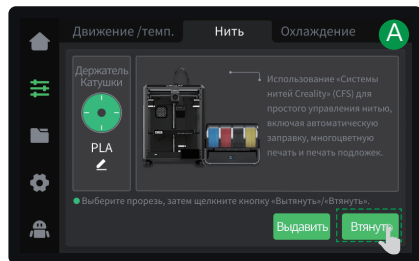 Движение /темп.
Нить
Охлаждение
A
Держатель
Катушки
PLA
Использование «Системы
нитей Creality» (CFS) для
простого управления нитью,
включая автоматическую
заправку, многоцветную
печать и печать подложек.
Выберите прорезь, затем щелкните кнопку «Вытянуть»/«Втянуть».
Выдавить
Втянуть